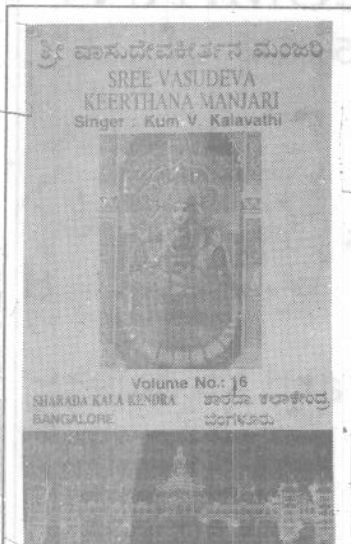 ಶ್ರೀ ವಾಸುದೇವಕೀರ್ತನ ಮಂಜರಿ
SREE VASUDEVA
KEERTHANA MANJARI
Singer : Kum V. Kalavathi
Volume No.: 16
SHARADA KALA KENDRA ಶಾರದಾ ಕಲಾಕೇಂದ್ರ
BANGALORE ಬೆಂಗಳೂರು